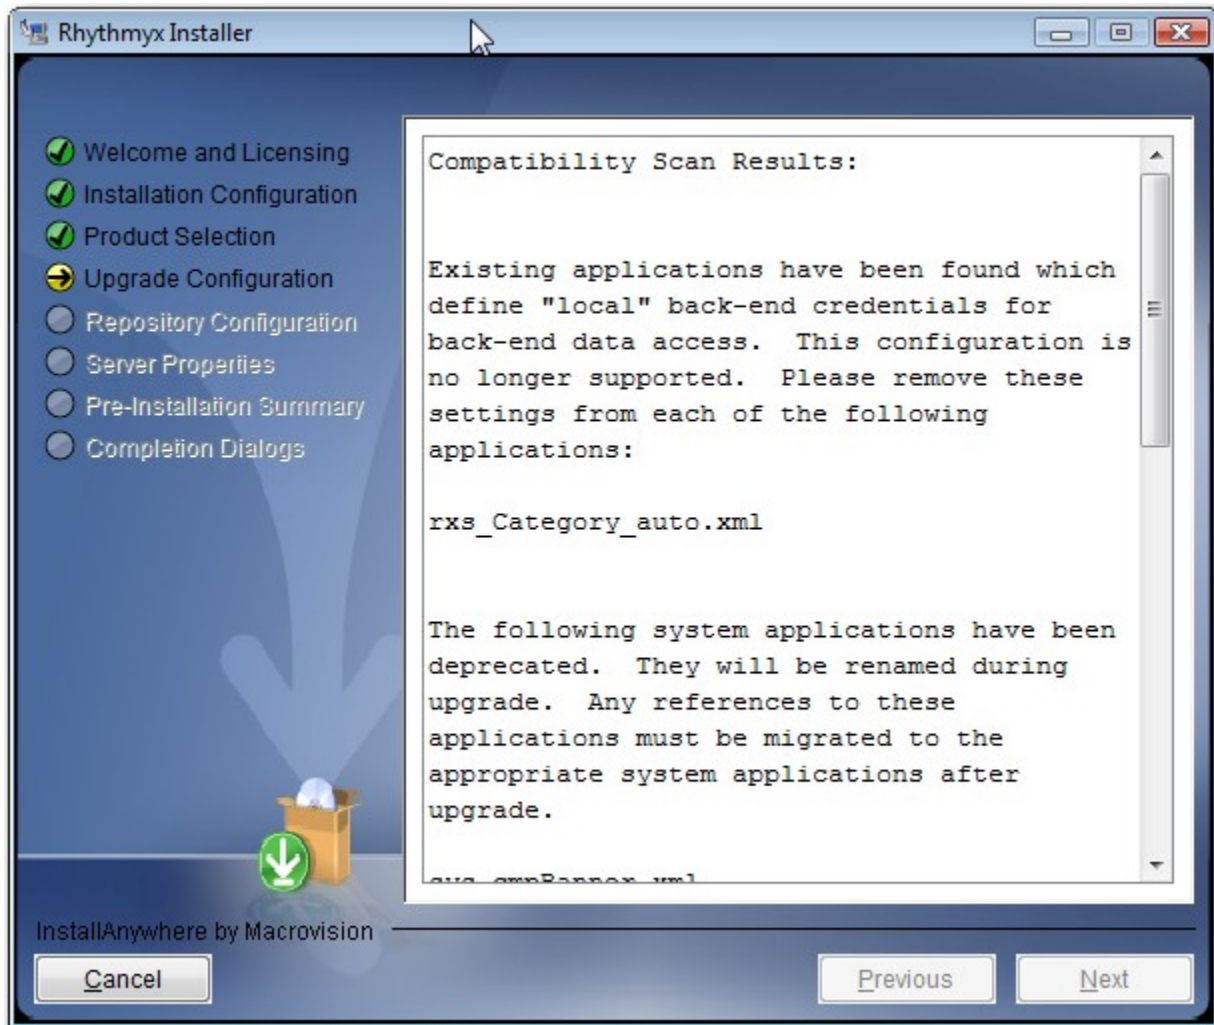 Rhythmyx Installer
Welcome and Licensing
Installation Configuration
Product Selection
Upgrade Configuration
Repository Configuration
Server Properties
Pre-Installation Summary
Completion Dialogs
Compatibility Scan Results:
Existing applications have been found which
define "local" back-end credentials for
back-end data access.  This configuration is
no longer supported.  Please remove these
settings from each of the following
applications:
rxs_Category_auto.xml
The following system applications have been
deprecated.  They will be renamed during
upgrade.  Any references to these
applications must be migrated to the
appropriate system applications after
upgrade.
InstallAnywhere by Macrovision
Cancel
Previous
Next